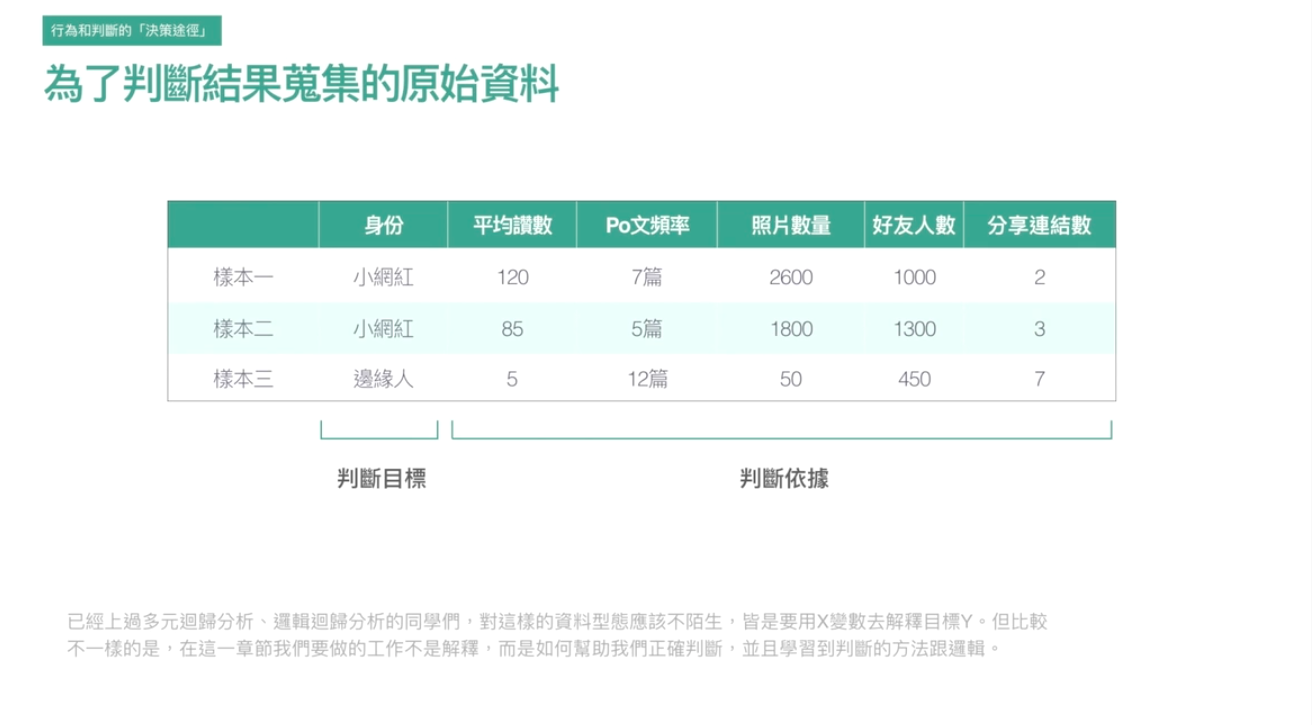 行為和判斷的「決策途徑」
為了判斷結果蒐集的原始資料
身份 平均讚數 Po文頻率 照片數量 好友人數 分享連結數
樣本一 小網紅 120 7篇 2600 1000 2
樣本二 小網紅 85 5篇 1800 1300 3
樣本三 邊緣人 5 12篇 50 450 7
判斷目標 判斷依據
已經上過多元迴歸分析、邏輯迴歸分析的同學們，對這樣的資料型態應該不陌生，皆是要用X變數去解釋目標Y。但比較
不一樣的是，在這一章節我們要做的工作不是解釋，而是如何幫助我們正確判斷，並且學習到判斷的方法跟邏輯。